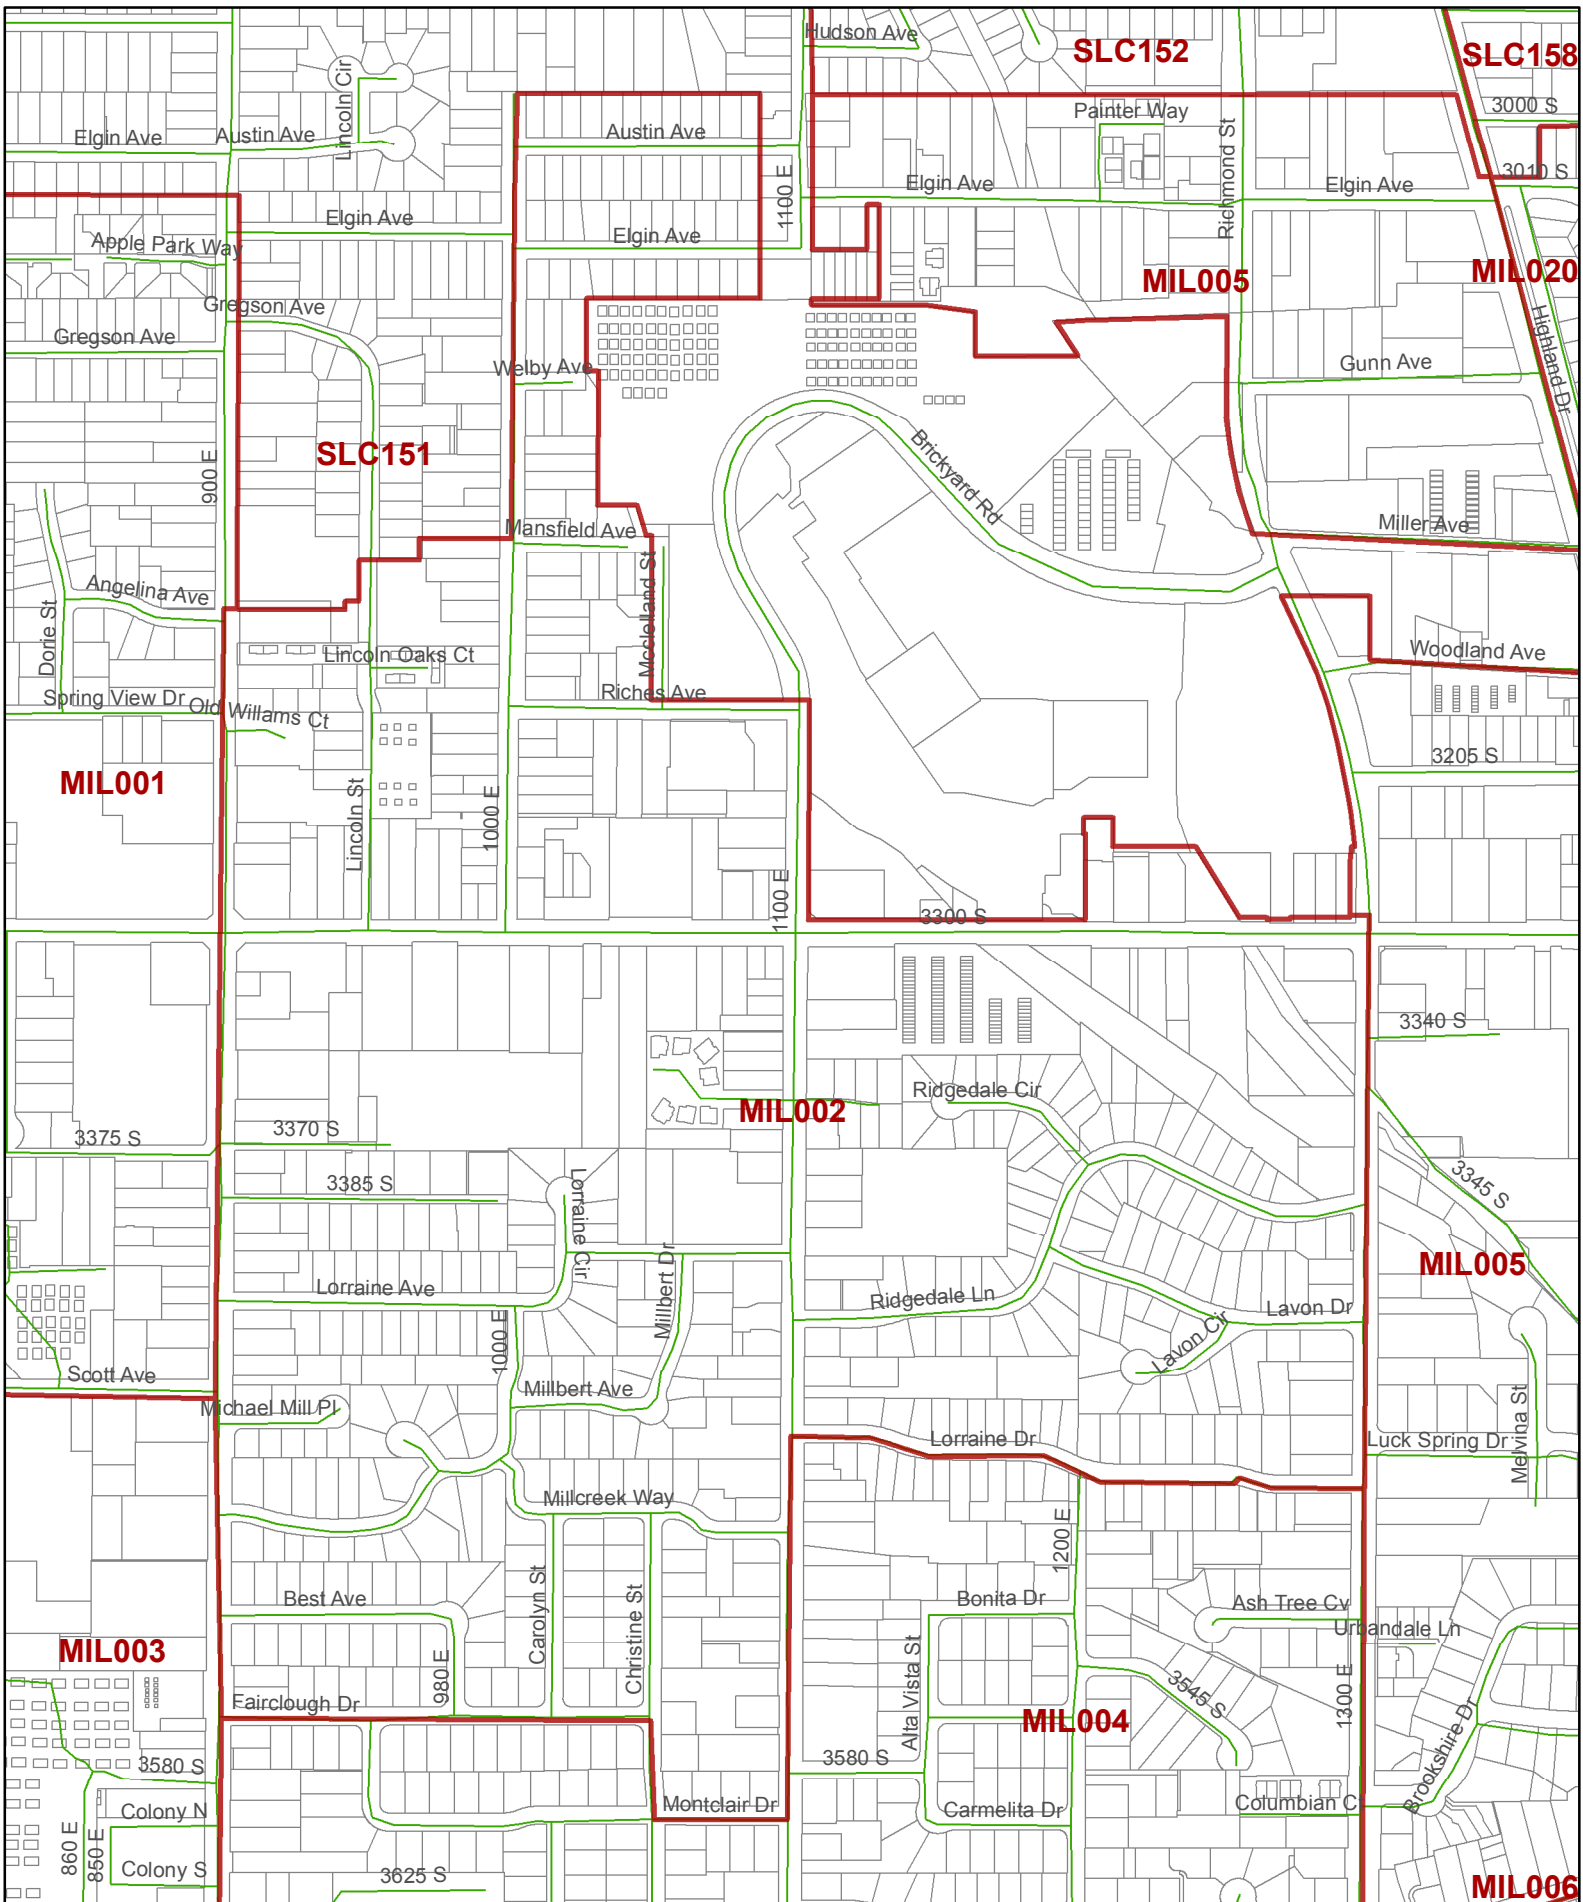 Hudson Ave
SLC152
SLC158
Lincoln Cir
3000 S
Painter Way
Elgin Ave
Austin Ave
Austin Ave
Richmond St
3010 S
1100 E
Elgin Ave
Elgin Ave
Elgin Ave
Elgin Ave
Apple Park Way
MIL005
MIL020
Gregson Ave
Gregson Ave
Highland Dr
Welby Ave
Gunn Ave
SLC151
900 E
Brickyard Rd
Mansfield Ave
Miller Ave
Angelina Ave
Dorie St
Mcclelland St
Lincoln Oaks Ct
Woodland Ave
Spring View Dr
Old Willams Ct
Riches Ave
3205 S
MIL001
Lincoln St
1000 E
1100 E
3300 S
3340 S
Ridgedale Cir
MIL002
3375 S
3370 S
3385 S
Lorraine Cir
3345 S
MIL005
Lorraine Ave
Millbert Dr
Ridgedale Ln
Lavon Dr
Lavon Cir
1000 E
Scott Ave
Millbert Ave
Michael Mill Pl
Lorraine Dr
Luck Spring Dr
Melvina St
Millcreek Way
1200 E
Best Ave
Carolyn St
Christine St
Bonita Dr
Ash Tree Cv
Urbandale Ln
MIL003
980 E
Alta Vista St
3545 S
1300 E
Fairclough Dr
MIL004
3580 S
3580 S
Brookshire Dr
Colony N
Montclair Dr
Carmelita Dr
Columbian C
860 E
850 E
Colony S
3625 S
MIL006